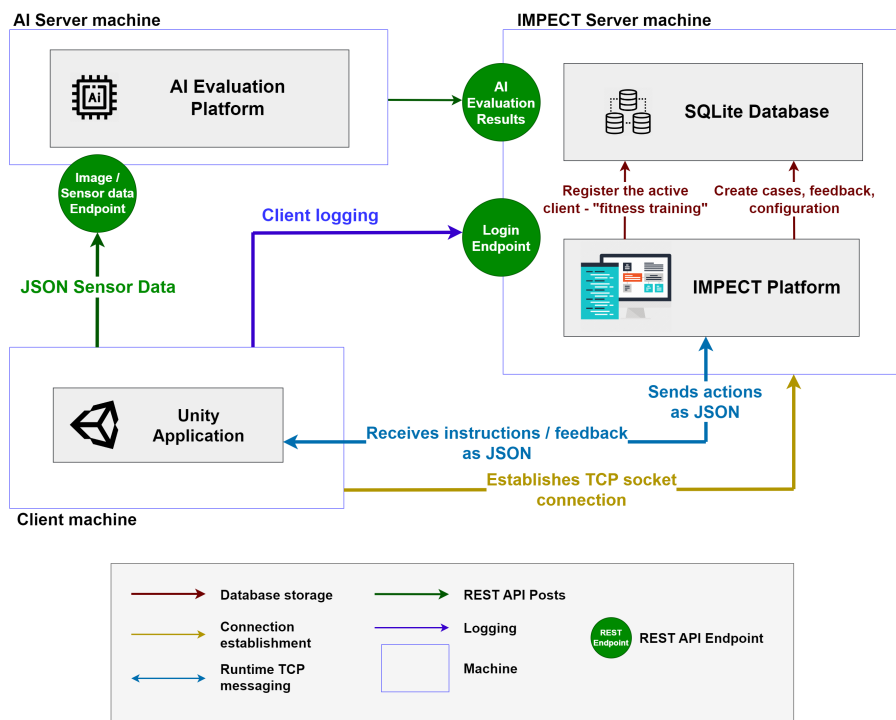 AI Server machine
IMPECT Server machine
Ai
AI Evaluation
Platform
AI
Evaluation
Results
SQLite Database
Image /
Sensor data
Endpoint
Register the active
client - "fitness training"
Create cases, feedback,
configuration
Client logging
Login
Endpoint
JSON Sensor Data
IMPECT Platform
Unity
Application
Sends actions
as JSON
Receives instructions / feedback
as JSON
Establishes TCP socket
connection
Client machine
Database storage
REST API Posts
Connection
establishment
Logging
REST
Endpoint
REST API Endpoint
Runtime TCP
messaging
Machine